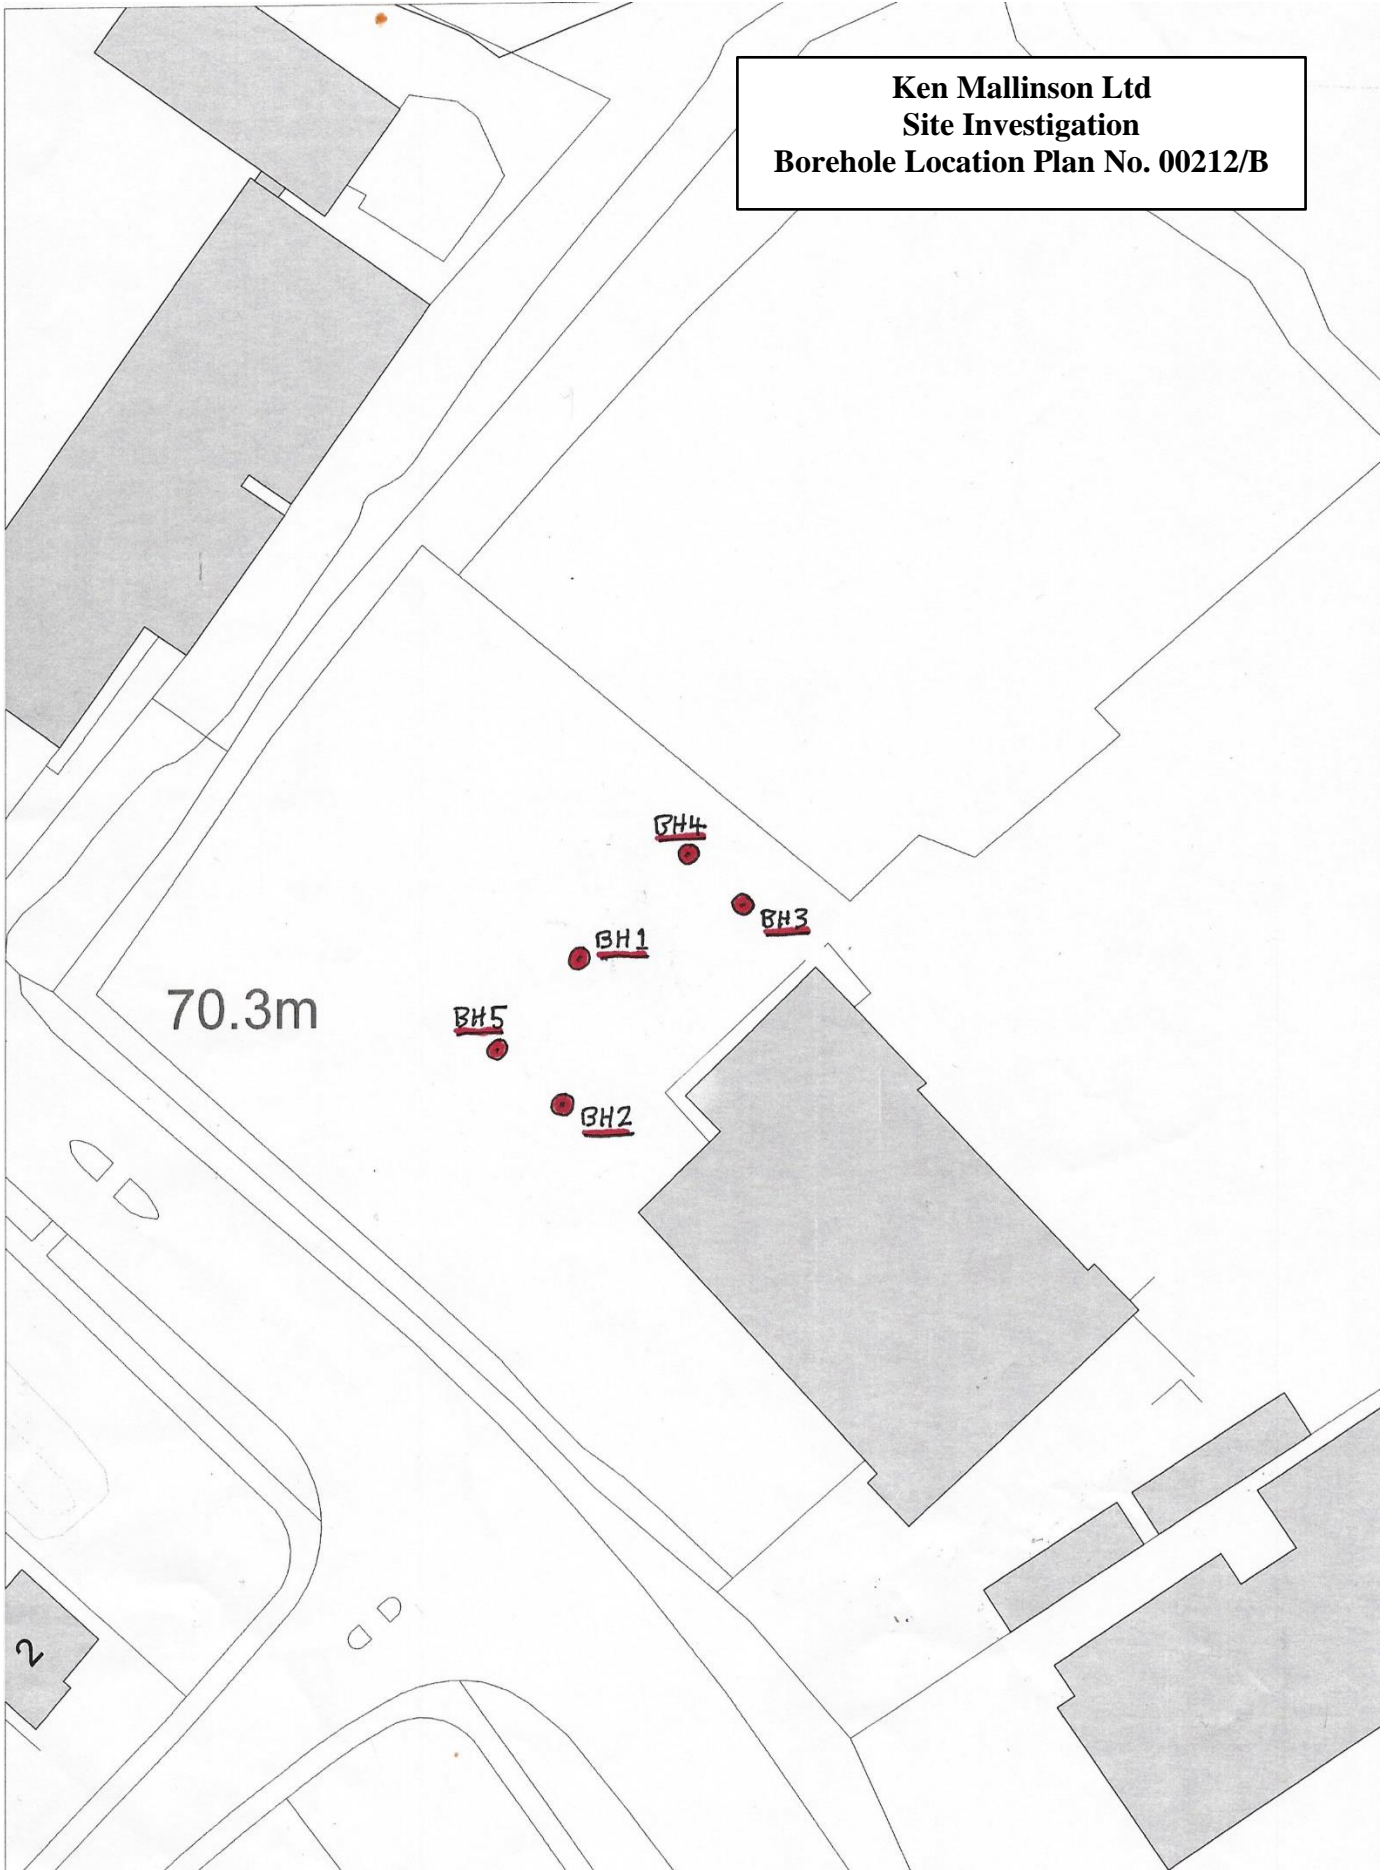 Ken Mallinson Ltd
Site Investigation
Borehole Location Plan No. 00212/B
BH4
BH3
BH1
70.3m
BH5
BH2
2